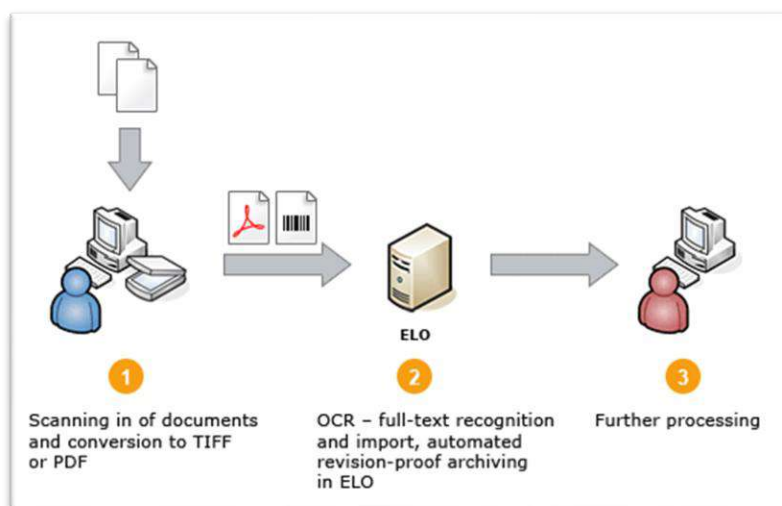 ELO
1
2
3
Scanning in of documents
and conversion to TIFF
or PDF
OCR – full-text recognition
and import, automated
revision-proof archiving
in ELO
Further processing